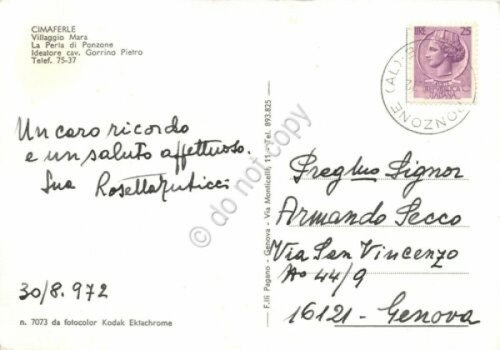 CIMAFERLE
Villaggio Mara
La Perla di Ponzone
Ideatore cav. Gorrino Pietro
Telef. 75-37
LIRE 25
REPUBBLICA
ITALIANA
PONZONE (AL)
Un caro ricordo
e un saluto affettuoso.
Sua Rosetta
30/8.972
n. 7073 da fotocolor Kodak Ektachrome
F.lli Pagano - Genova - Via Monticelli, 11 r - Tel. 893.825
Preg/mo Signor
Armando Secco
Via San Vincenzo
No 44/9
16121 - Genova
do not copy